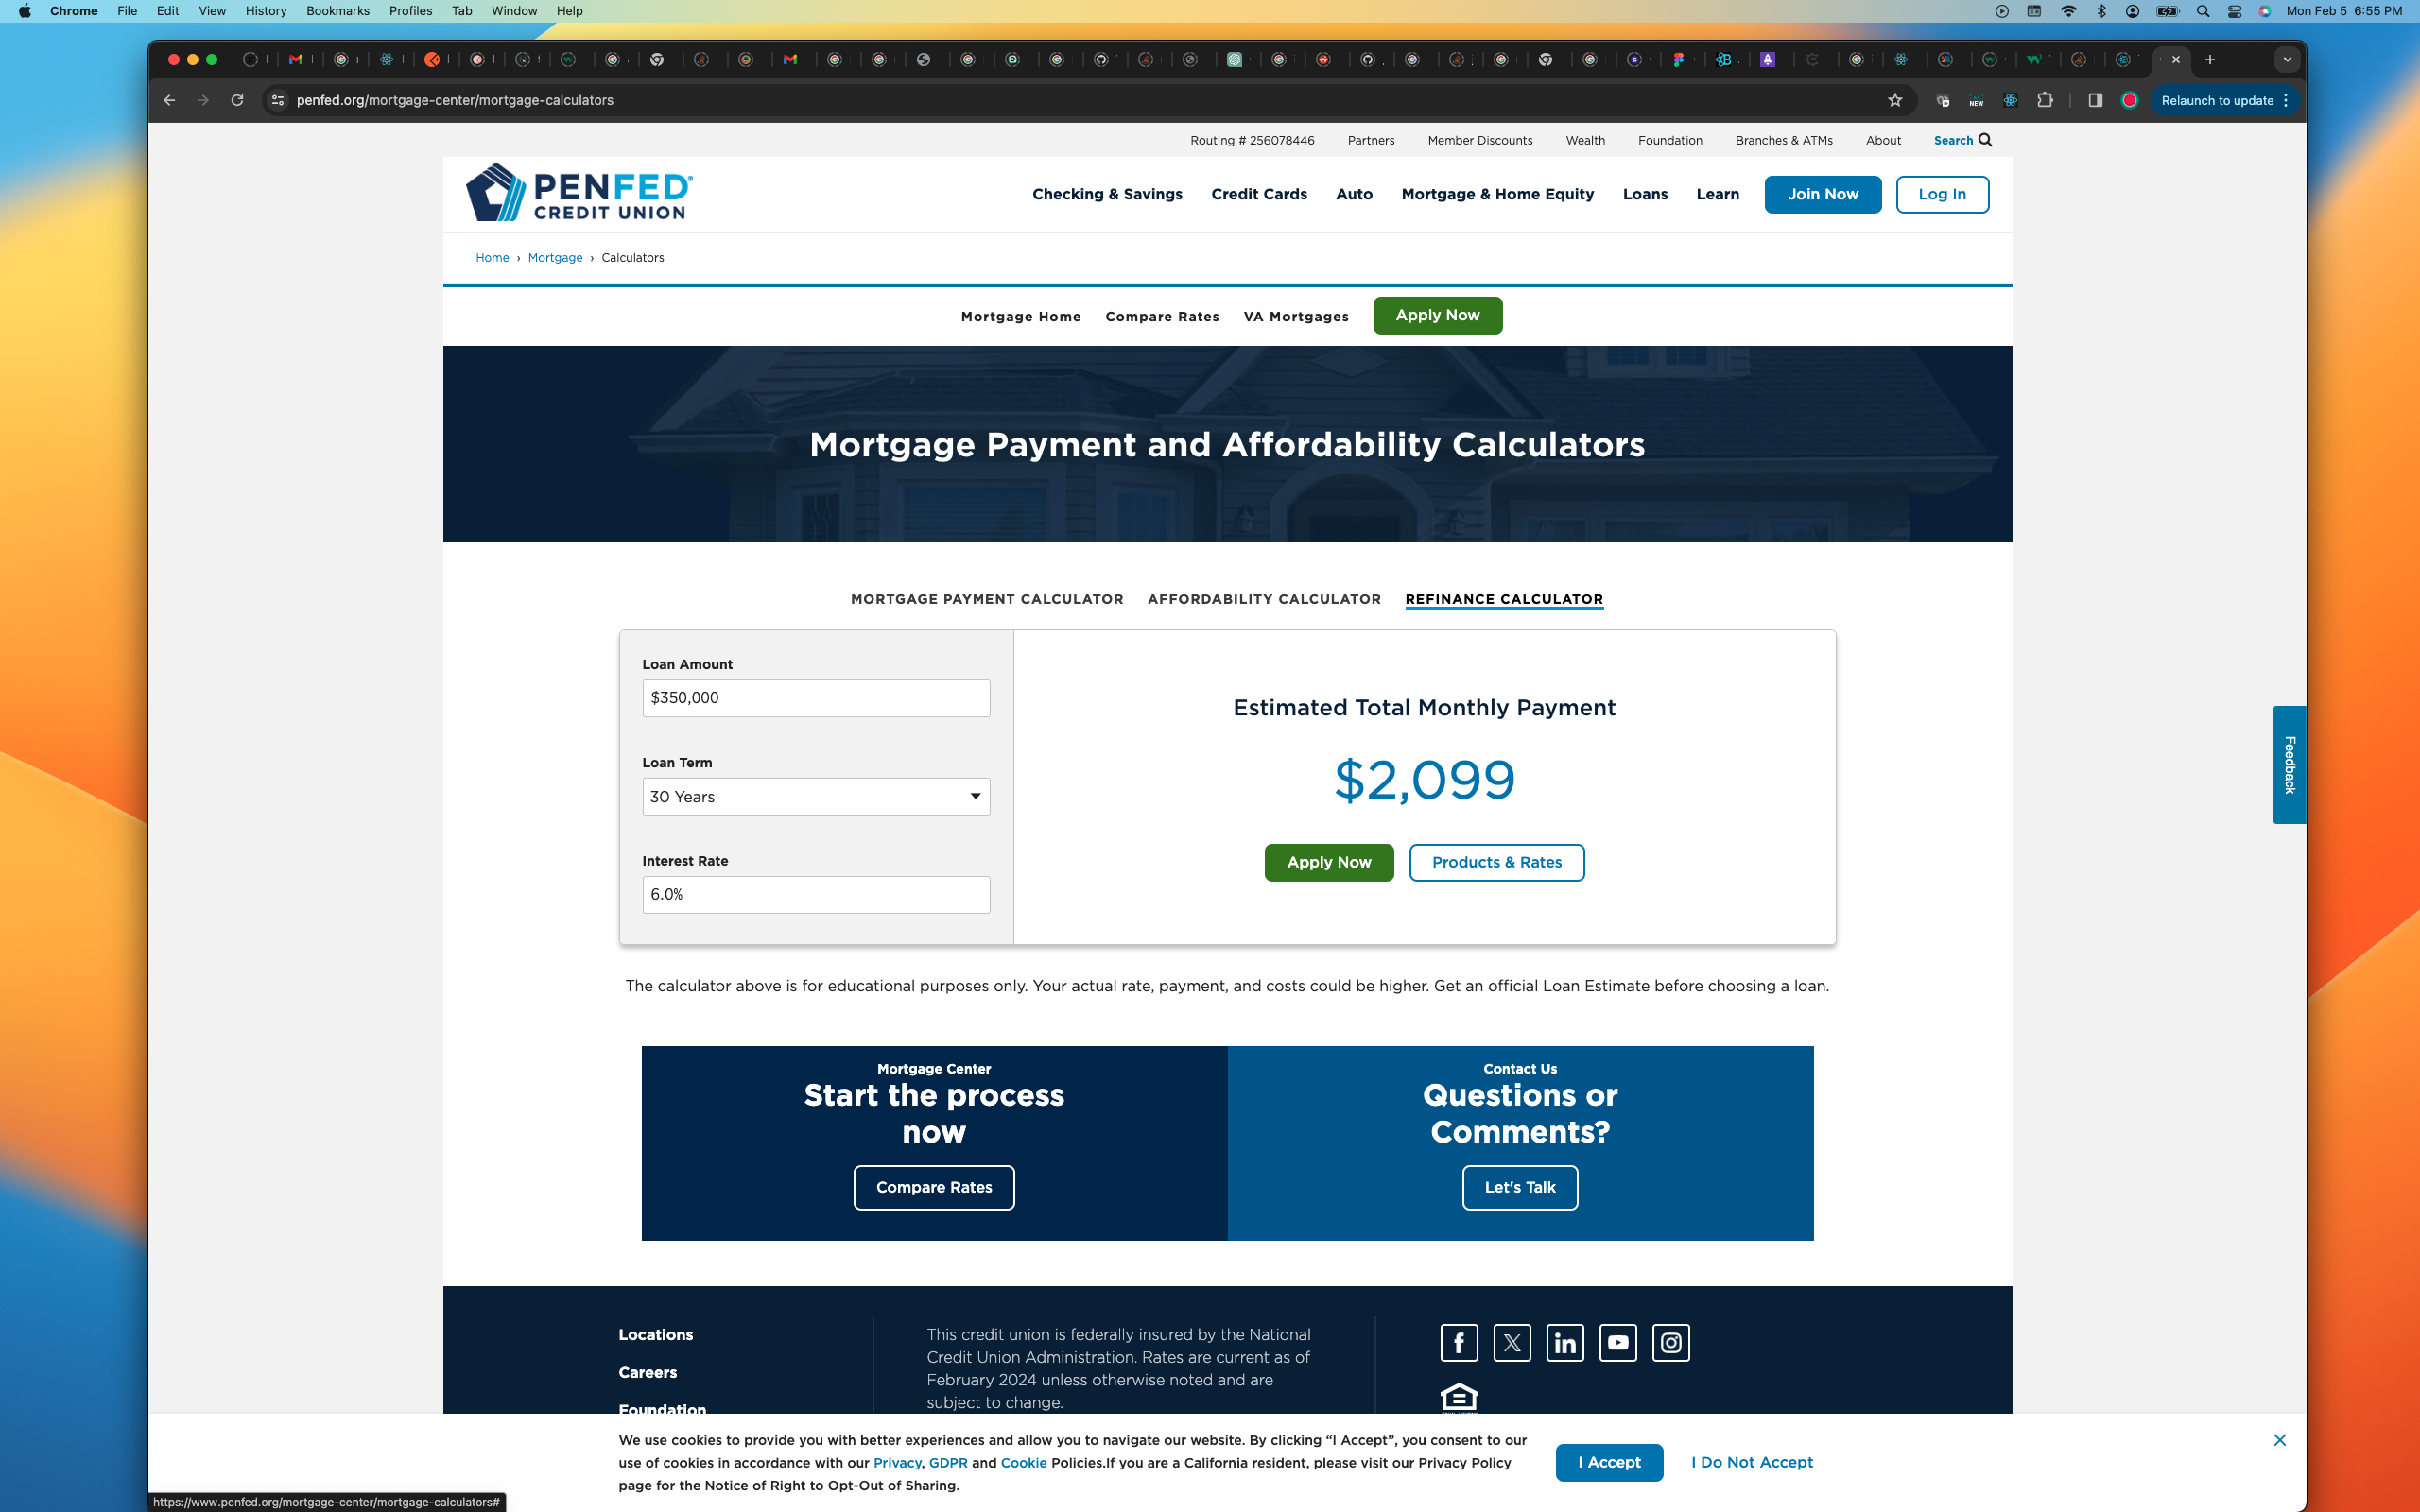 Chrome File Edit View History Bookmarks Profiles Tab Window Help
Mon Feb 5 6:55 PM
penfed.org/mortgage-center/mortgage-calculators
NEW
Relaunch to update
Routing # 256078446 Partners Member Discounts Wealth Foundation Branches & ATMs About Search
PENFED®
CREDIT UNION
Checking & Savings Credit Cards Auto Mortgage & Home Equity Loans Learn Join Now Log In
Home › Mortgage › Calculators
Mortgage Home Compare Rates VA Mortgages Apply Now
Mortgage Payment and Affordability Calculators
MORTGAGE PAYMENT CALCULATOR AFFORDABILITY CALCULATOR REFINANCE CALCULATOR
Loan Amount
$350,000
Loan Term
30 Years
Interest Rate
6.0%
Estimated Total Monthly Payment
$2,099
Apply Now Products & Rates
Feedback
The calculator above is for educational purposes only. Your actual rate, payment, and costs could be higher. Get an official Loan Estimate before choosing a loan.
Mortgage Center
Start the process
now
Compare Rates
Contact Us
Questions or
Comments?
Let's Talk
Locations
Careers
Foundation
This credit union is federally insured by the National
Credit Union Administration. Rates are current as of
February 2024 unless otherwise noted and are
subject to change.
We use cookies to provide you with better experiences and allow you to navigate our website. By clicking “I Accept”, you consent to our
use of cookies in accordance with our Privacy, GDPR and Cookie Policies.If you are a California resident, please visit our Privacy Policy
page for the Notice of Right to Opt-Out of Sharing.
I Accept
I Do Not Accept
https://www.penfed.org/mortgage-center/mortgage-calculators#